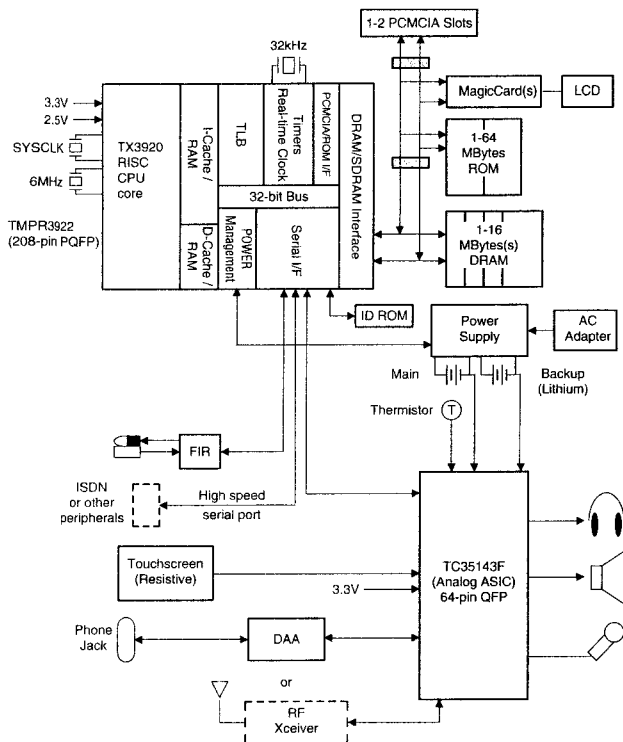 1-2 PCMCIA Slots
32kHz
MagicCard(s)
LCD
3.3V
2.5V
SYSCLK
6MHz
TMPR3922
(208-pin PQFP)
TX3920
RISC
CPU
core
I-Cache /
RAM
D-Cache /
RAM
TLB
Timers
Real-time Clock
PCMCIA/ROM I/F
32-bit Bus
POWER
Management
Serial I/F
DRAM/SDRAM Interface
1-64
MBytes
ROM
1-16
MBytes(s)
DRAM
ID ROM
Power
Supply
AC
Adapter
Main
Backup
(Lithium)
Thermistor
T
FIR
ISDN
or other
peripherals
High speed
serial port
Touchscreen
(Resistive)
3.3V
TC35143F
(Analog ASIC)
64-pin QFP
Phone
Jack
DAA
or
RF
Xceiver